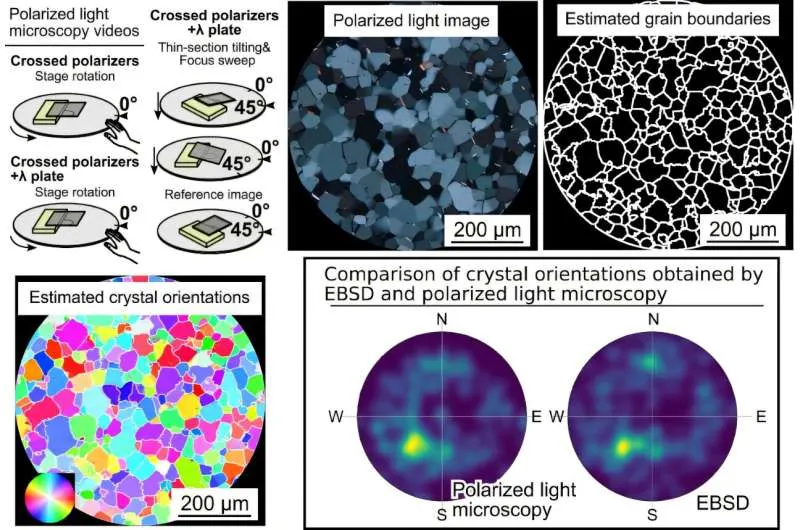 Polarized light
microscopy videos
Crossed polarizers
Stage rotation
0°
Crossed polarizers
+λ plate
Stage rotation
0°
Crossed polarizers
+λ plate
Thin-section tilting&
Focus sweep
0°
45°
45°
Reference image
0°
45°
Polarized light image
200 µm
Estimated grain boundaries
200 µm
Estimated crystal orientations
200 µm
Comparison of crystal orientations obtained by
EBSD and polarized light microscopy
N
W
E
S
Polarized light
microscopy
N
W
E
S
EBSD